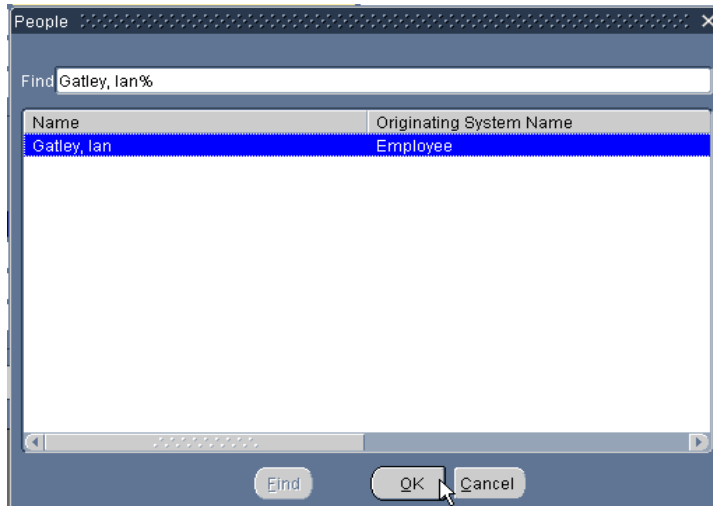 People
Find Gatley, Ian%
Name Originating System Name
Gatley, Ian Employee
Find OK Cancel